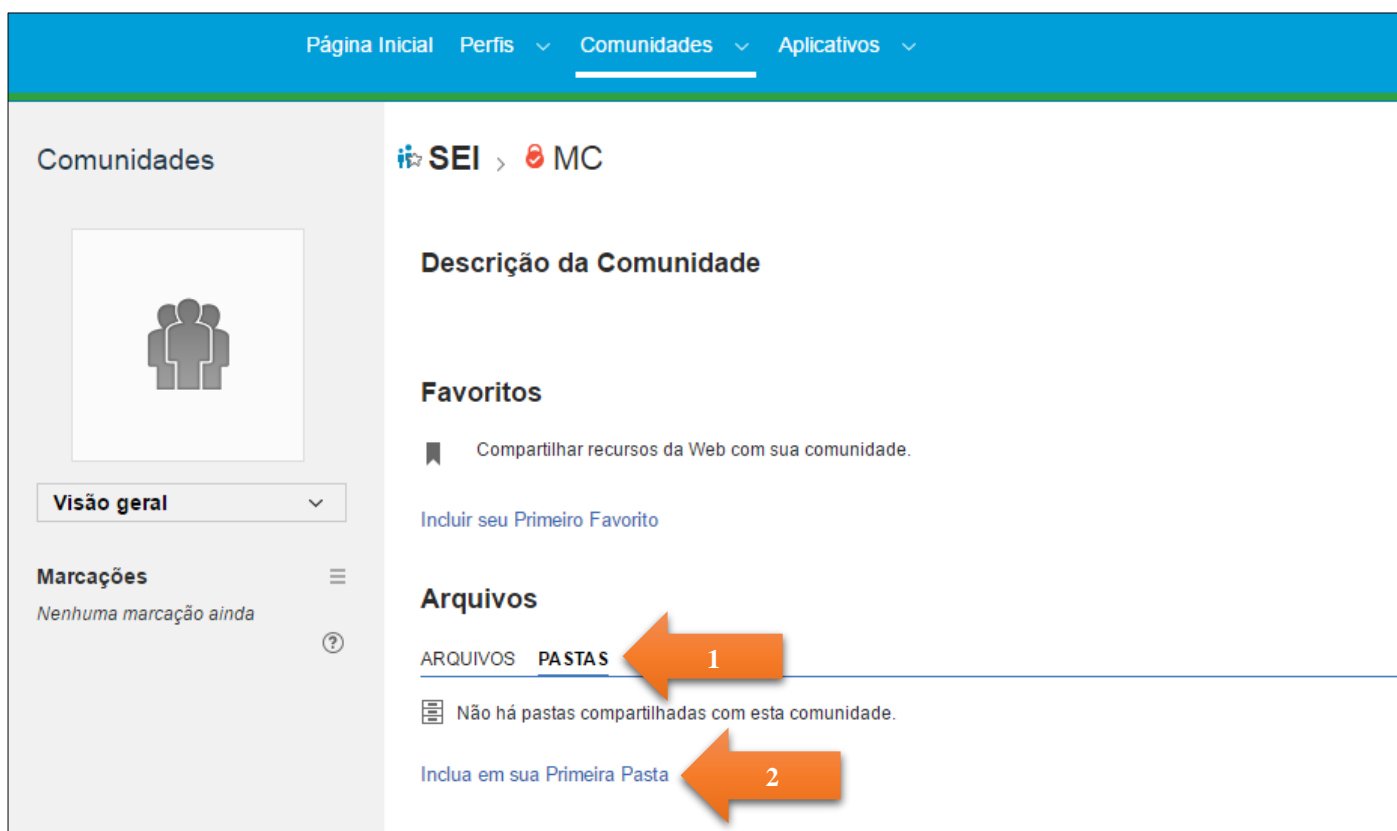 Página Inicial Perfis Comunidades Aplicativos
Comunidades
SEI > MC
Descrição da Comunidade
Favoritos
Compartilhar recursos da Web com sua comunidade.
Visão geral
Incluir seu Primeiro Favorito
Marcações
Nenhuma marcação ainda
?
Arquivos
ARQUIVOS PASTAS 1
Não há pastas compartilhadas com esta comunidade.
Inclua em sua Primeira Pasta 2